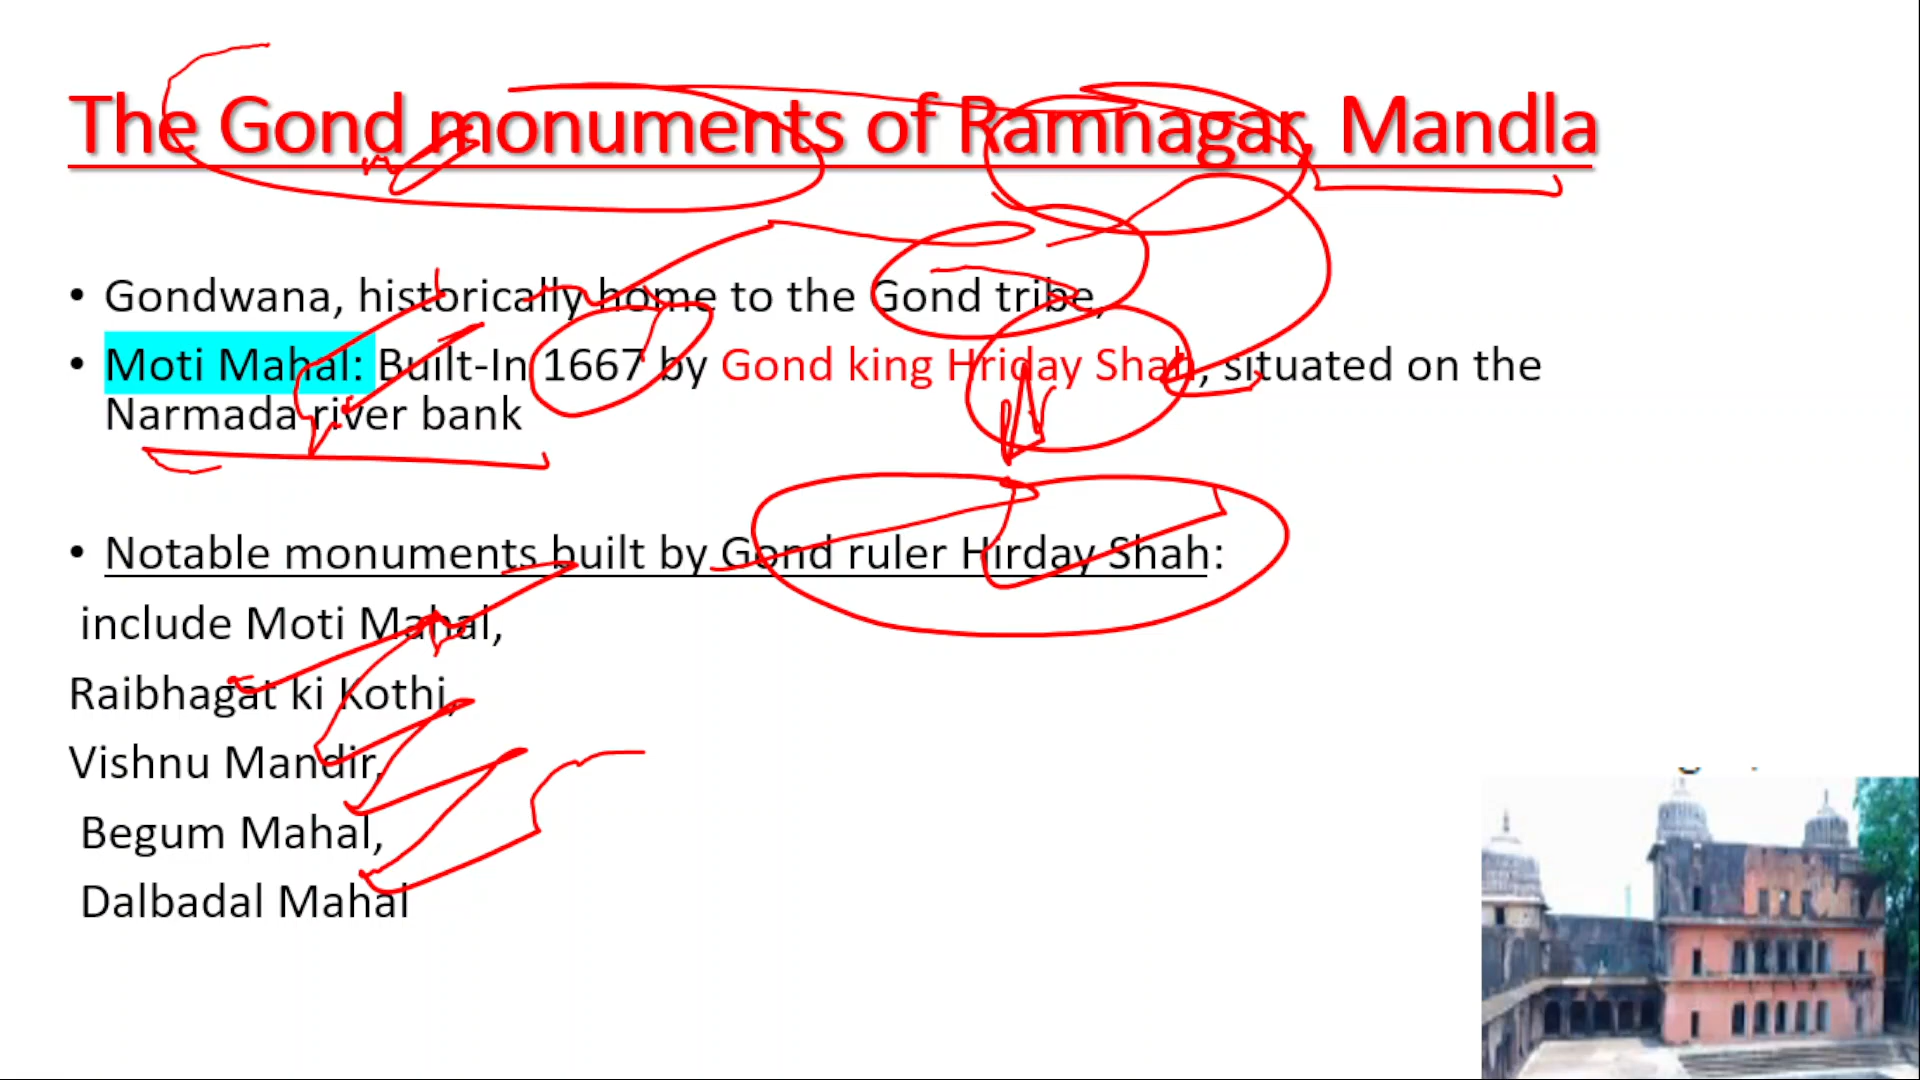 The Gond monuments of Ramnagar, Mandla
• Gondwana, historically home to the Gond tribe,
• Moti Mahal: Built-In 1667 by Gond king Hriday Shah, situated on the
Narmada river bank
• Notable monuments built by Gond ruler Hirday Shah:
include Moti Mahal,
Raibhagat ki Kothi,
Vishnu Mandir,
Begum Mahal,
Dalbadal Mahal